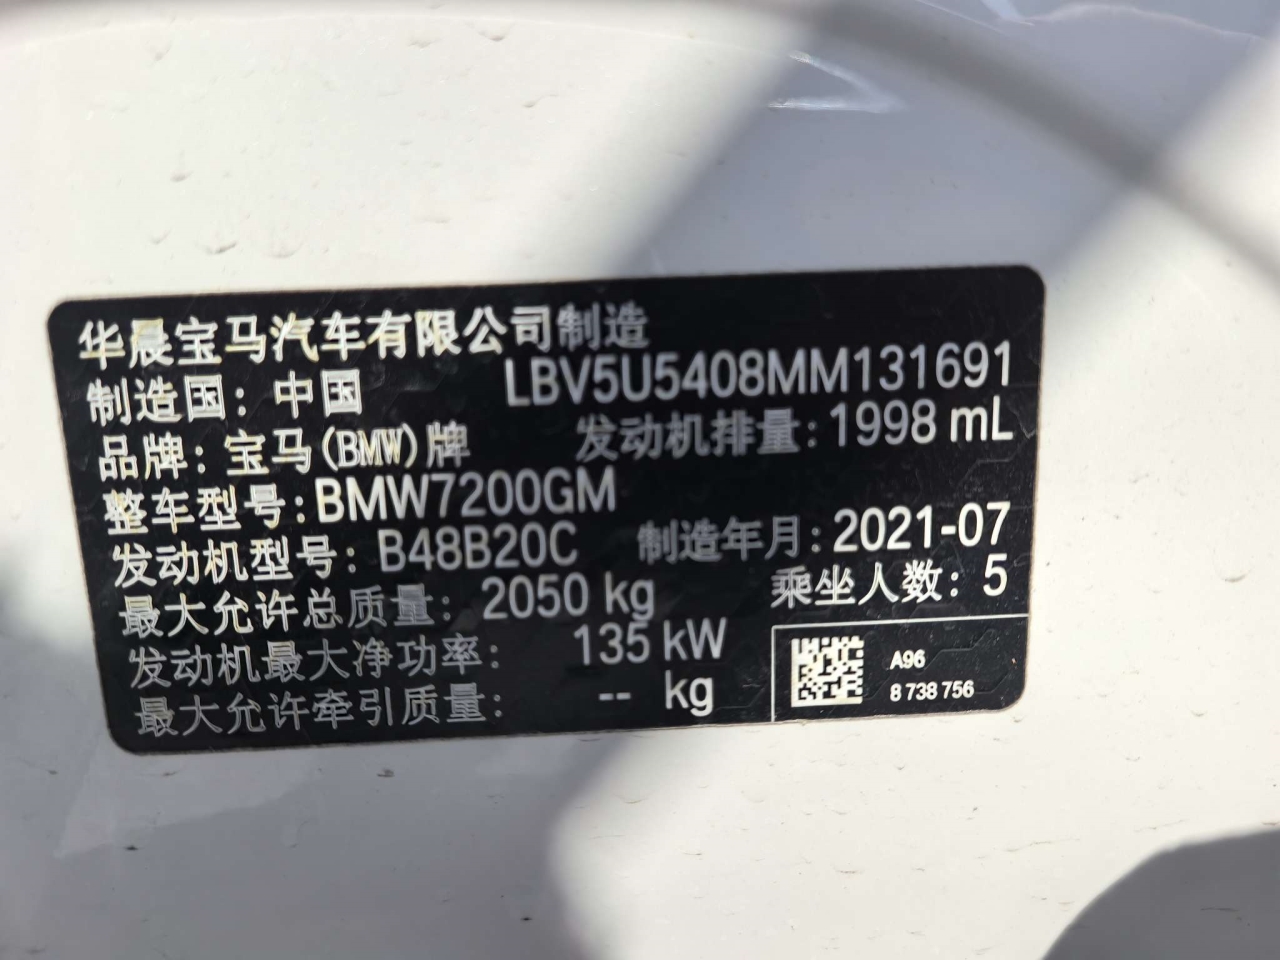 华晨宝马汽车有限公司制造
制造国：中国 LBV5U5408MM131691
品牌：宝马(BMW)牌 发动机排量：1998 mL
整车型号：BMW7200GM
发动机型号：B48B20C 制造年月：2021-07
最大允许总质量：2050 kg 乘坐人数：5
发动机最大净功率：135 kW
最大允许牵引质量：-- kg
A96
8 738 756